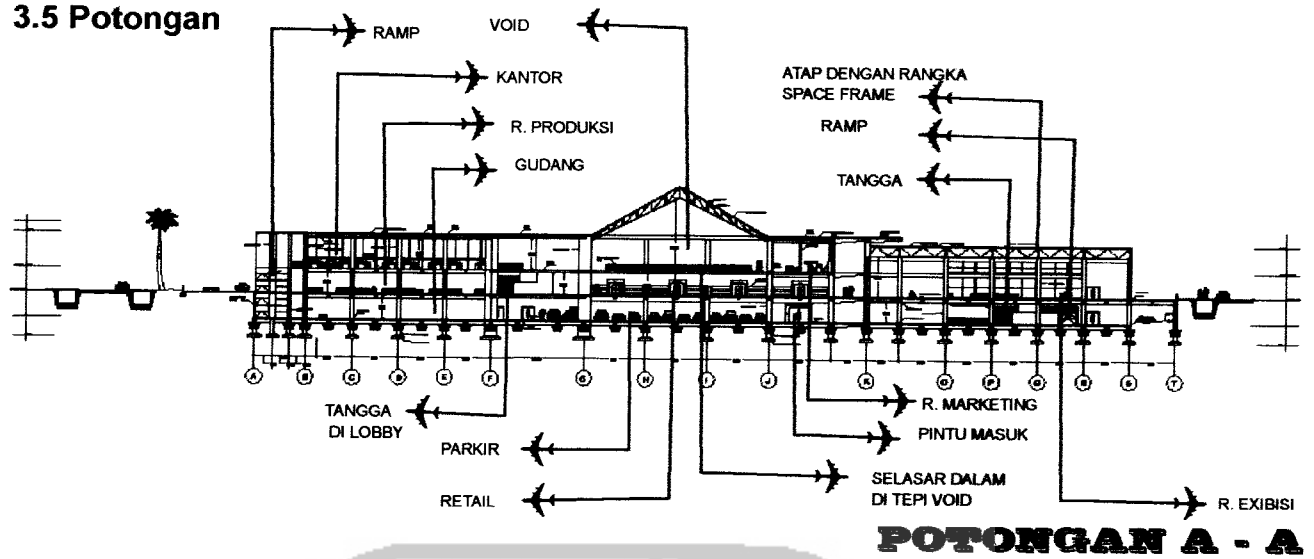 3.5 Potongan
RAMP
VOID
KANTOR
R. PRODUKSI
GUDANG
ATAP DENGAN RANGKA
SPACE FRAME
RAMP
TANGGA
A B C D E F G H I J
TANGGA
DI LOBBY
PARKIR
RETAIL
R. MARKETING
PINTU MASUK
SELASAR DALAM
DI TEPI VOID
R. EXIBISI
POTONGAN A - A